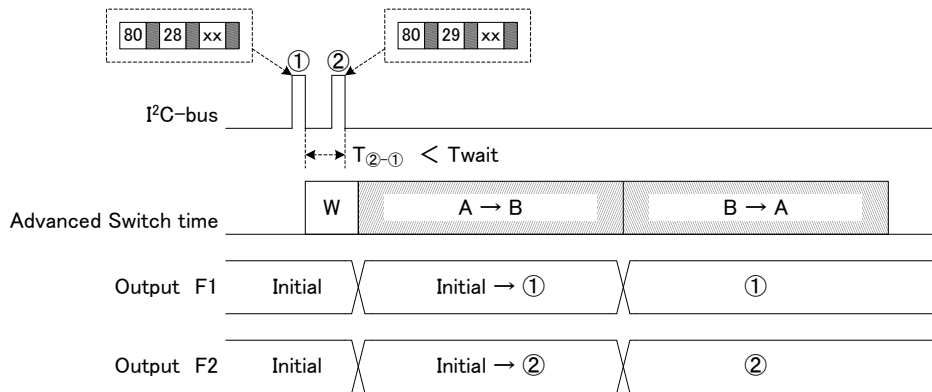 80 28 xx
80 29 xx
① ②
I²C-bus
T②-① < Twait
Advanced Switch time W A → B B → A
Output F1 Initial Initial → ① ①
Output F2 Initial Initial → ② ②